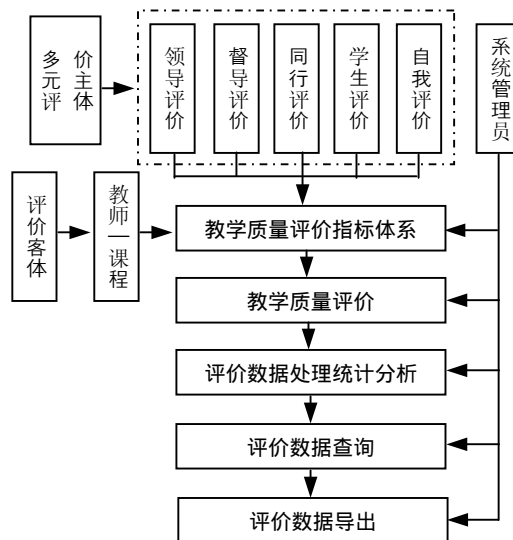 多元评价主体
领导评价
督导评价
同行评价
学生评价
自我评价
系统管理员
评价客体
教师—课程
教学质量评价指标体系
教学质量评价
评价数据处理统计分析
评价数据查询
评价数据导出